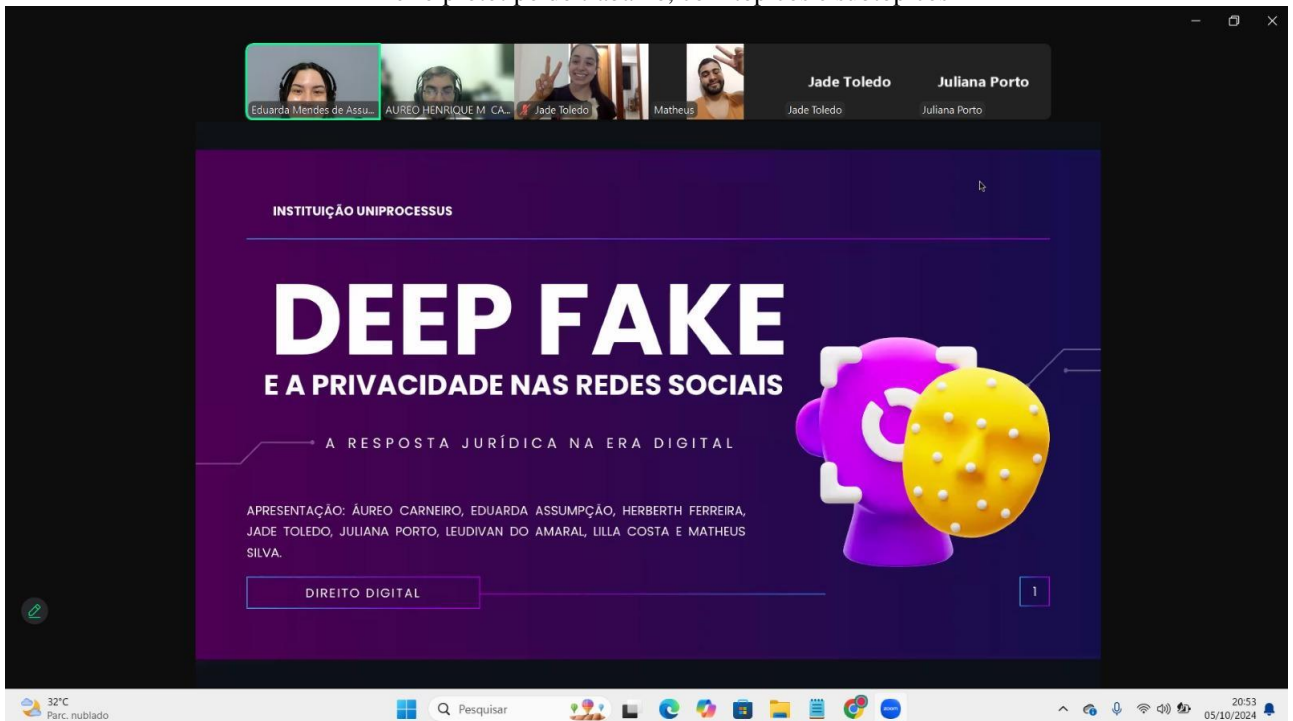 Eduarda Mendes de Assu...
AUREO HENRIQUE M CA...
Jade Toledo
Matheus
Jade Toledo
Jade Toledo
Juliana Porto
Juliana Porto
INSTITUIÇÃO UNIPROCESSUS
DEEP FAKE
E A PRIVACIDADE NAS REDES SOCIAIS
A RESPOSTA JURÍDICA NA ERA DIGITAL
APRESENTAÇÃO: ÁUREO CARNEIRO, EDUARDA ASSUMPÇÃO, HERBERTH FERREIRA,
JADE TOLEDO, JULIANA PORTO, LEUDIVAN DO AMARAL, LILLA COSTA E MATHEUS
SILVA.
DIREITO DIGITAL
1
32°C
Parc. nublado
Pesquisar
zoom
20:53
05/10/2024